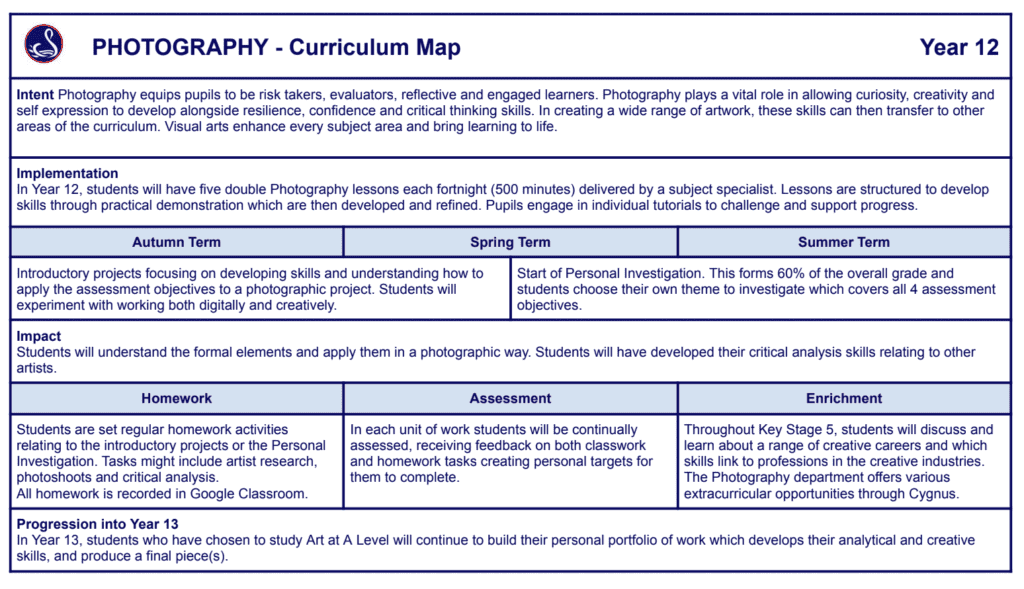 PHOTOGRAPHY - Curriculum Map
Year 12
Intent Photography equips pupils to be risk takers, evaluators, reflective and engaged learners. Photography plays a vital role in allowing curiosity, creativity and
self expression to develop alongside resilience, confidence and critical thinking skills. In creating a wide range of artwork, these skills can then transfer to other
areas of the curriculum. Visual arts enhance every subject area and bring learning to life.
Implementation
In Year 12, students will have five double Photography lessons each fortnight (500 minutes) delivered by a subject specialist. Lessons are structured to develop
skills through practical demonstration which are then developed and refined. Pupils engage in individual tutorials to challenge and support progress.
Autumn Term
Spring Term
Summer Term
Introductory projects focusing on developing skills and understanding how to
apply the assessment objectives to a photographic project. Students will
experiment with working both digitally and creatively.
Start of Personal Investigation. This forms 60% of the overall grade and
students choose their own theme to investigate which covers all 4 assessment
objectives.
Impact
Students will understand the formal elements and apply them in a photographic way. Students will have developed their critical analysis skills relating to other
artists.
Homework
Assessment
Enrichment
Students are set regular homework activities
relating to the introductory projects or the Personal
Investigation. Tasks might include artist research,
photoshoots and critical analysis.
All homework is recorded in Google Classroom.
In each unit of work students will be continually
assessed, receiving feedback on both classwork
and homework tasks creating personal targets for
them to complete.
Throughout Key Stage 5, students will discuss and
learn about a range of creative careers and which
skills link to professions in the creative industries.
The Photography department offers various
extracurricular opportunities through Cygnus.
Progression into Year 13
In Year 13, students who have chosen to study Art at A Level will continue to build their personal portfolio of work which develops their analytical and creative
skills, and produce a final piece(s).